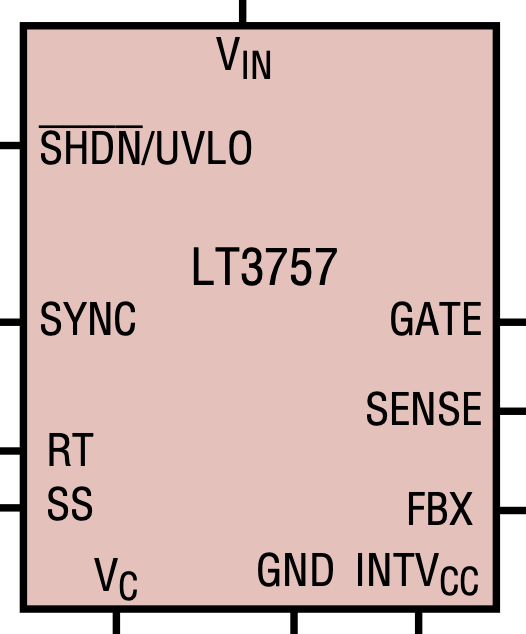 VIN
SHDN/UVLO
LT3757
SYNC
GATE
SENSE
RT
SS
FBX
VC
GND
INTVCC